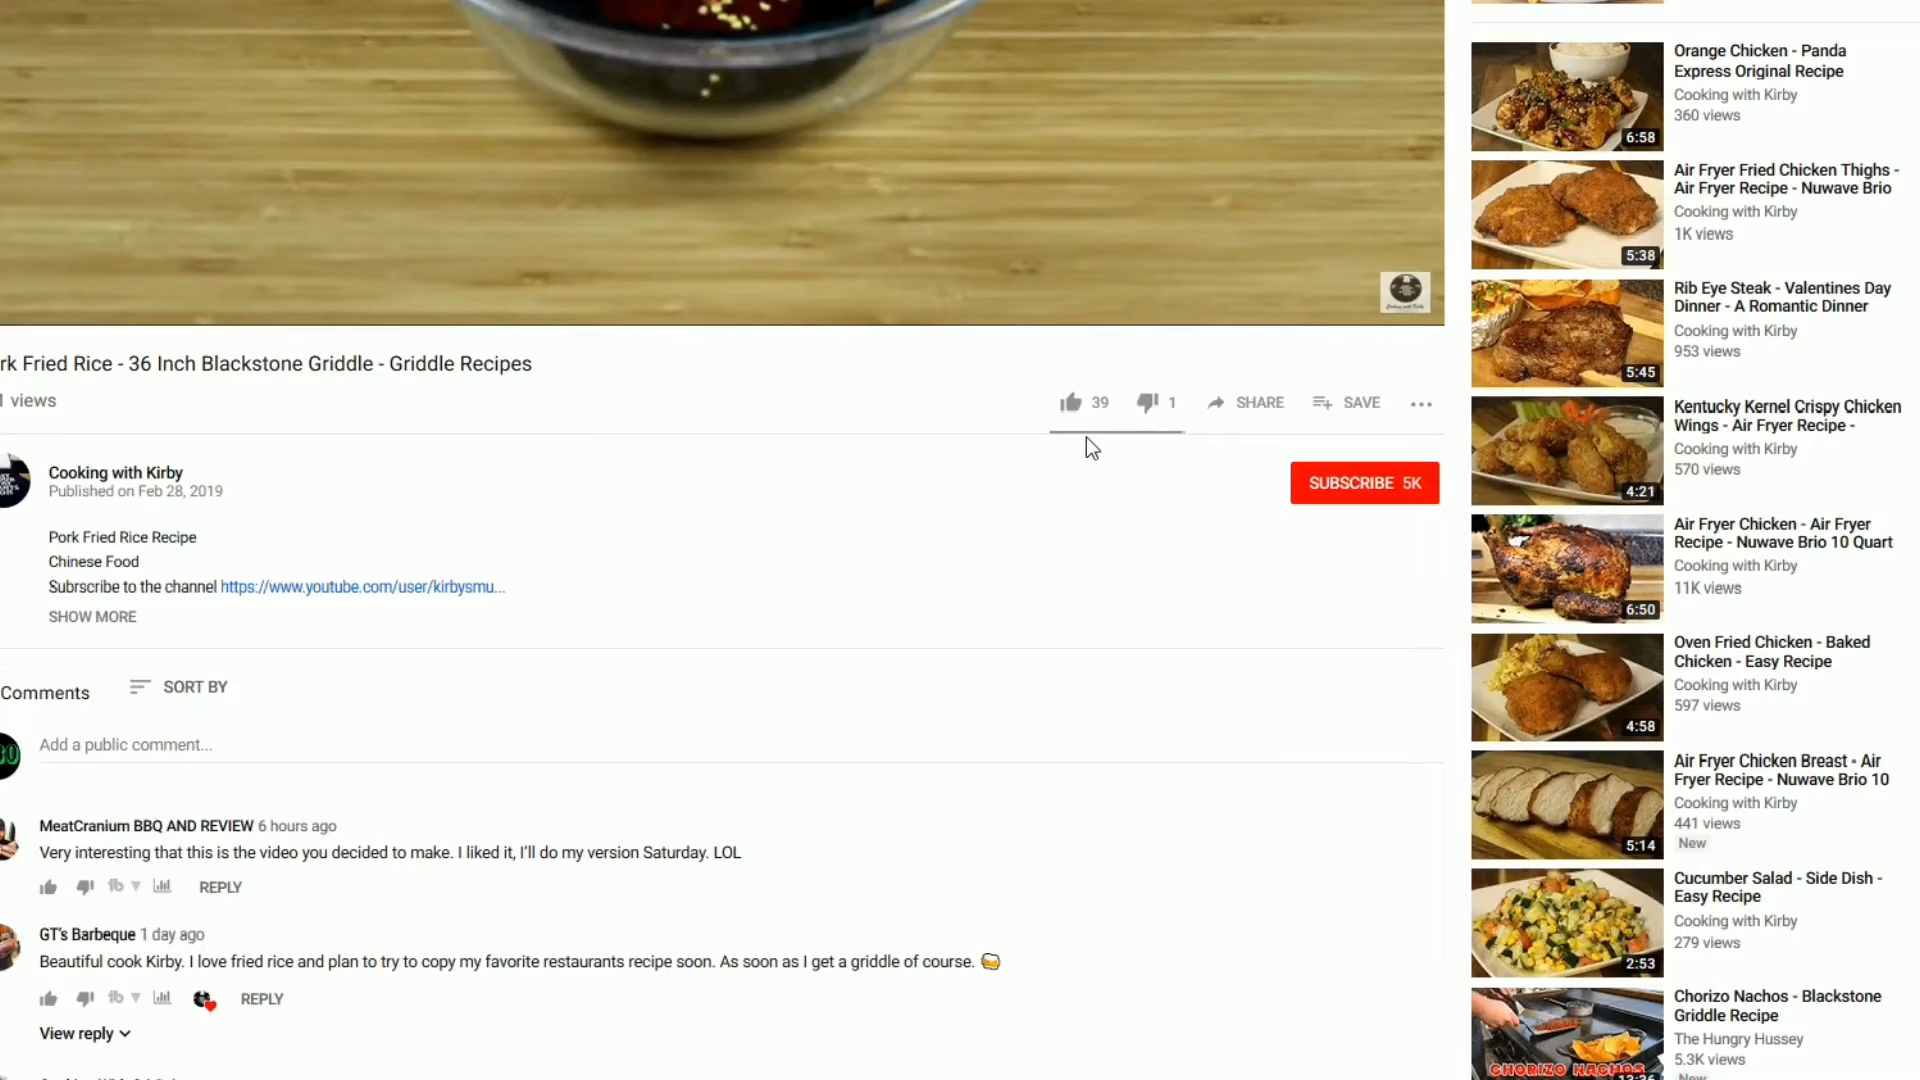 rk Fried Rice - 36 Inch Blackstone Griddle - Griddle Recipes
views
39
1
SHARE
SAVE
Cooking with Kirby
Published on Feb 28, 2019
SUBSCRIBE 5K
Pork Fried Rice Recipe
Chinese Food
Subrscribe to the channel https://www.youtube.com/user/kirbysmu...
SHOW MORE
Comments
SORT BY
Add a public comment...
MeatCranium BBQ AND REVIEW 6 hours ago
Very interesting that this is the video you decided to make. I liked it, I'll do my version Saturday. LOL
REPLY
GT's Barbeque 1 day ago
Beautiful cook Kirby. I love fried rice and plan to try to copy my favorite restaurants recipe soon. As soon as I get a griddle of course. 🍻
REPLY
View reply
Orange Chicken - Panda
Express Original Recipe
Cooking with Kirby
360 views
6:58
Air Fryer Fried Chicken Thighs -
Air Fryer Recipe - Nuwave Brio
Cooking with Kirby
1K views
5:38
Rib Eye Steak - Valentines Day
Dinner - A Romantic Dinner
Cooking with Kirby
953 views
5:45
Kentucky Kernel Crispy Chicken
Wings - Air Fryer Recipe -
Cooking with Kirby
570 views
4:21
Air Fryer Chicken - Air Fryer
Recipe - Nuwave Brio 10 Quart
Cooking with Kirby
11K views
6:50
Oven Fried Chicken - Baked
Chicken - Easy Recipe
Cooking with Kirby
597 views
4:58
Air Fryer Chicken Breast - Air
Fryer Recipe - Nuwave Brio 10
Cooking with Kirby
441 views
New
5:14
Cucumber Salad - Side Dish -
Easy Recipe
Cooking with Kirby
279 views
2:53
Chorizo Nachos - Blackstone
Griddle Recipe
The Hungry Hussey
5.3K views
New
CHORIZO NACHOS